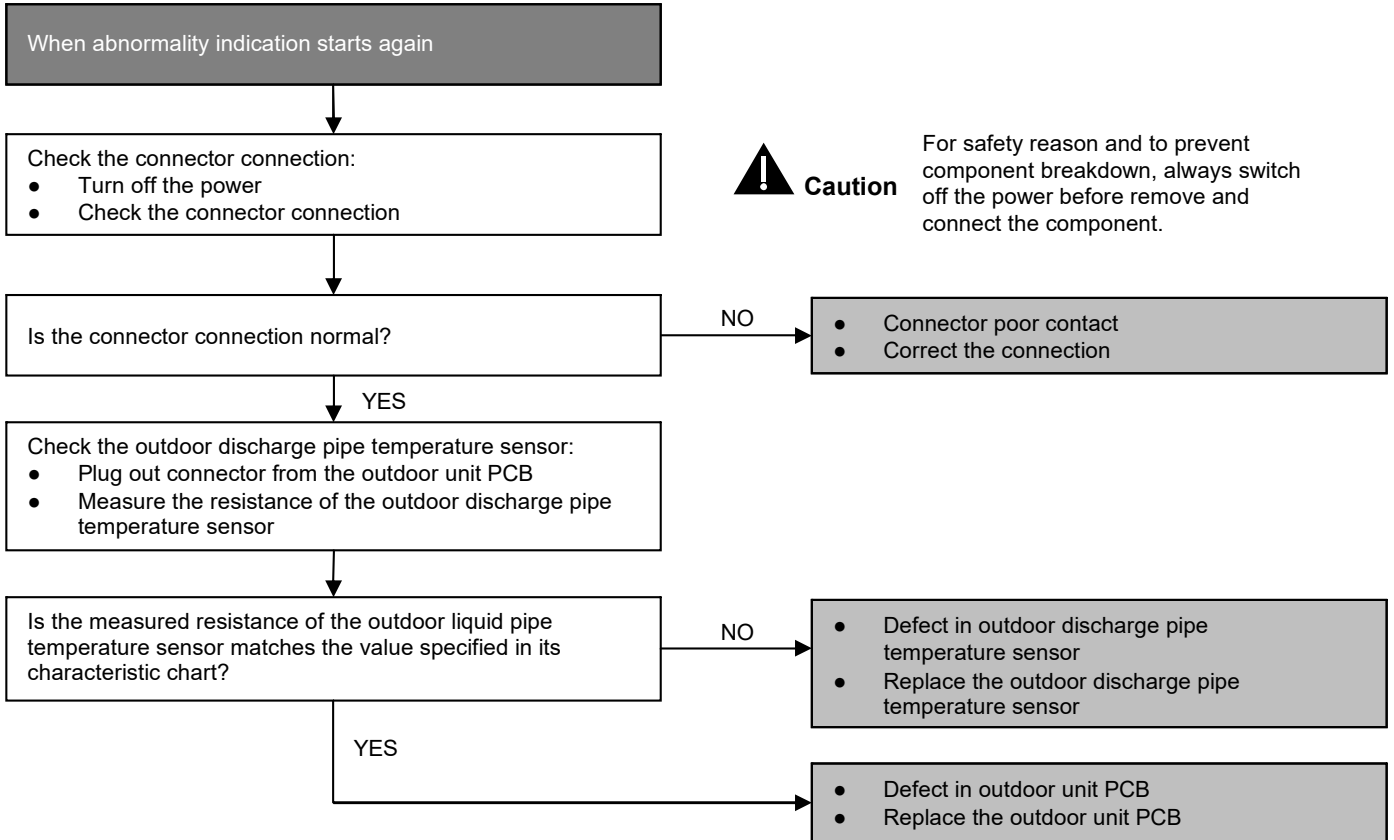 When abnormality indication starts again
Check the connector connection:
● Turn off the power
● Check the connector connection
Caution
For safety reason and to prevent
component breakdown, always switch
off the power before remove and
connect the component.
Is the connector connection normal?
NO
● Connector poor contact
● Correct the connection
YES
Check the outdoor discharge pipe temperature sensor:
● Plug out connector from the outdoor unit PCB
● Measure the resistance of the outdoor discharge pipe
temperature sensor
Is the measured resistance of the outdoor liquid pipe
temperature sensor matches the value specified in its
characteristic chart?
NO
● Defect in outdoor discharge pipe
temperature sensor
● Replace the outdoor discharge pipe
temperature sensor
YES
● Defect in outdoor unit PCB
● Replace the outdoor unit PCB